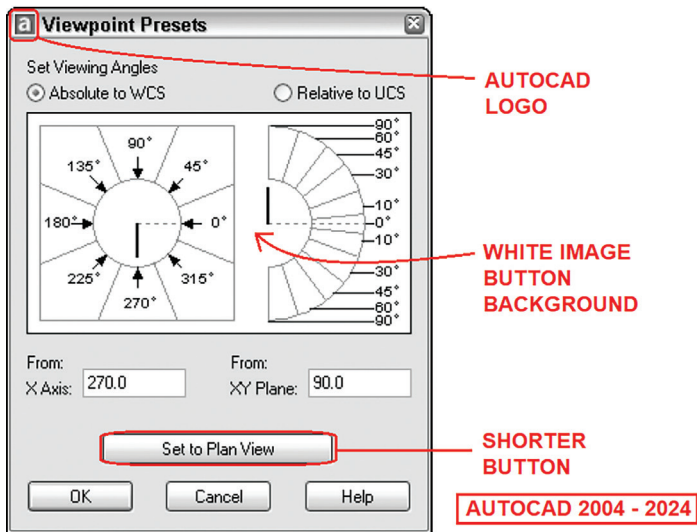 a Viewpoint Presets
Set Viewing Angles
Absolute to WCS
Relative to UCS
90°
135°
45°
180°
0°
225°
315°
270°
90°
60°
45°
30°
10°
0°
10°
30°
45°
60°
90°
From:
X Axis: 270.0
From:
XY Plane: 90.0
Set to Plan View
OK
Cancel
Help
AUTOCAD
LOGO
WHITE IMAGE
BUTTON
BACKGROUND
SHORTER
BUTTON
AUTOCAD 2004 - 2024